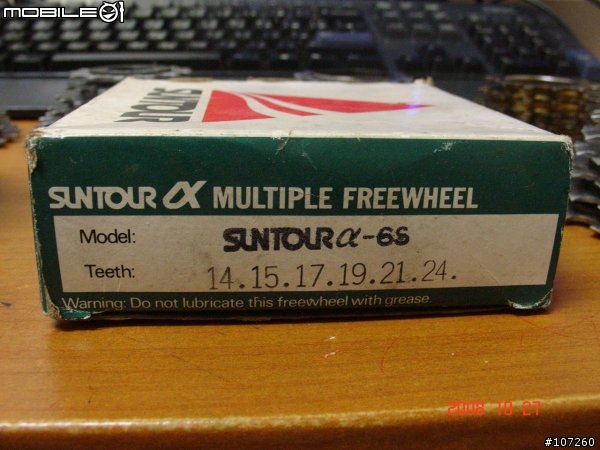 MOBILE01
SUNTOUR
SUNTOUR α MULTIPLE FREEWHEEL
Model: SUNTOUR α-6S
Teeth: 14.15.17.19.21.24.
Warning: Do not lubricate this freewheel with grease.
2008 10 27
#107260